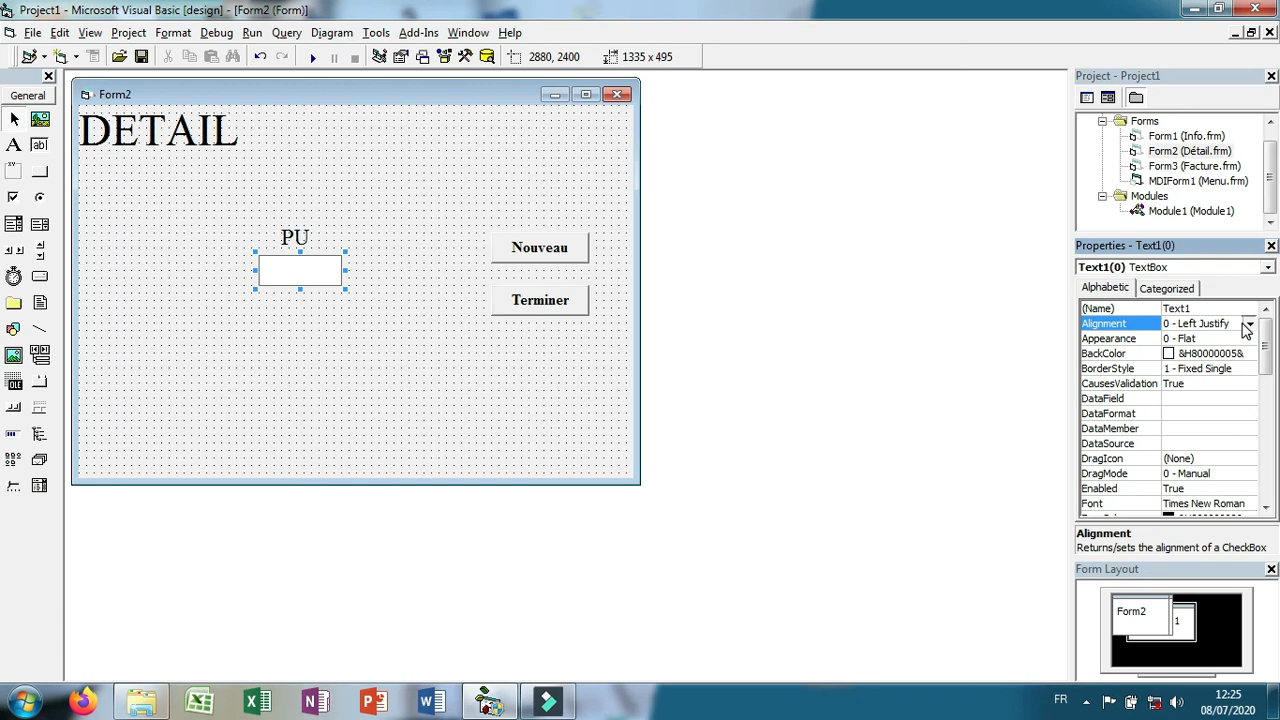 Project1 - Microsoft Visual Basic [design] - [Form2 (Form)]
File Edit View Project Format Debug Run Query Diagram Tools Add-Ins Window Help
2880, 2400 1335 x 495
General
A
ab|
XY
OLE
Form2
DETAIL
PU
Nouveau
Terminer
Project - Project1
Forms
Form1 (Info.frm)
Form2 (Détail.frm)
Form3 (Facture.frm)
MDIForm1 (Menu.frm)
Modules
Module1 (Module1)
Properties - Text1(0)
Text1(0) TextBox
Alphabetic Categorized
(Name) Text1
Alignment 0 - Left Justify
Appearance 0 - Flat
BackColor &H80000005&
BorderStyle 1 - Fixed Single
CausesValidation True
DataField
DataFormat
DataMember
DataSource
DragIcon (None)
DragMode 0 - Manual
Enabled True
Font Times New Roman
Alignment
Returns/sets the alignment of a CheckBox
Form Layout
Form2
1
FR
12:25
08/07/2020